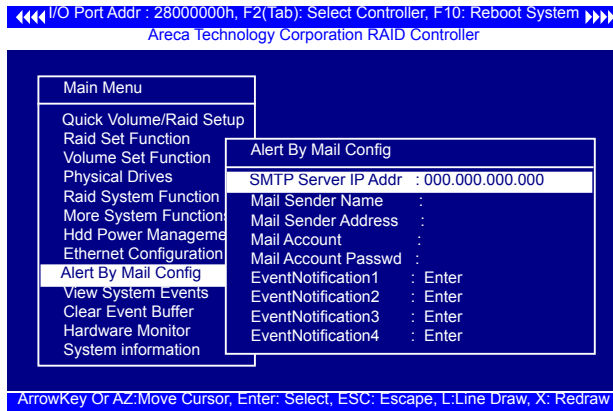 I/O Port Addr : 28000000h, F2(Tab): Select Controller, F10: Reboot System
Areca Technology Corporation RAID Controller
Main Menu
Quick Volume/Raid Setup
Raid Set Function
Volume Set Function
Physical Drives
Raid System Function
More System Functions
Hdd Power Manageme
Ethernet Configuration
Alert By Mail Config
View System Events
Clear Event Buffer
Hardware Monitor
System information
Alert By Mail Config
SMTP Server IP Addr : 000.000.000.000
Mail Sender Name :
Mail Sender Address :
Mail Account :
Mail Account Passwd :
EventNotification1 : Enter
EventNotification2 : Enter
EventNotification3 : Enter
EventNotification4 : Enter
ArrowKey Or AZ:Move Cursor, Enter: Select, ESC: Escape, L:Line Draw, X: Redraw